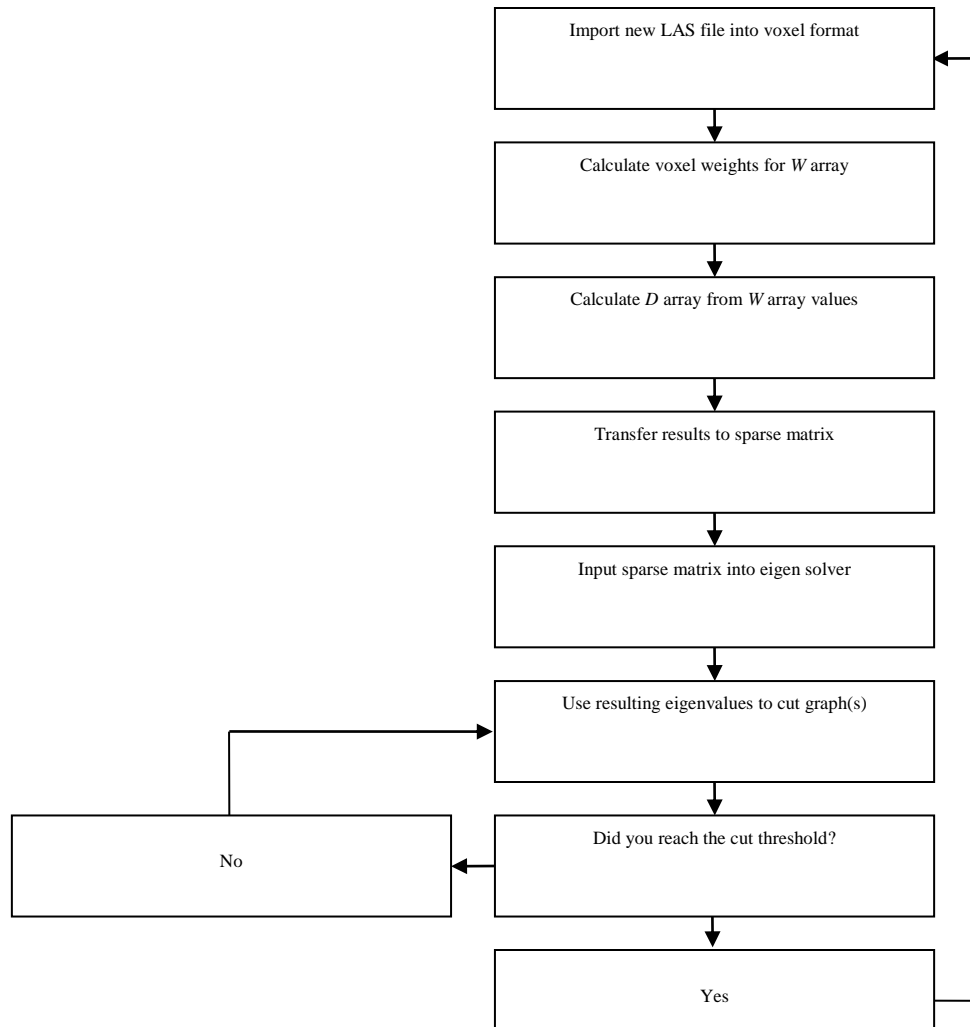 Import new LAS file into voxel format
Calculate voxel weights for W array
Calculate D array from W array values
Transfer results to sparse matrix
Input sparse matrix into eigen solver
Use resulting eigenvalues to cut graph(s)
Did you reach the cut threshold?
No
Yes